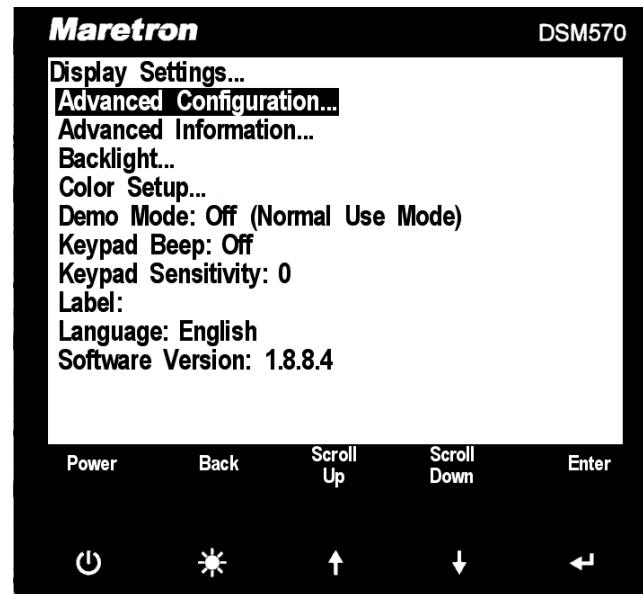 Maretron DSM570
Display Settings...
Advanced Configuration...
Advanced Information...
Backlight...
Color Setup...
Demo Mode: Off (Normal Use Mode)
Keypad Beep: Off
Keypad Sensitivity: 0
Label:
Language: English
Software Version: 1.8.8.4
Power Back Scroll Up Scroll Down Enter